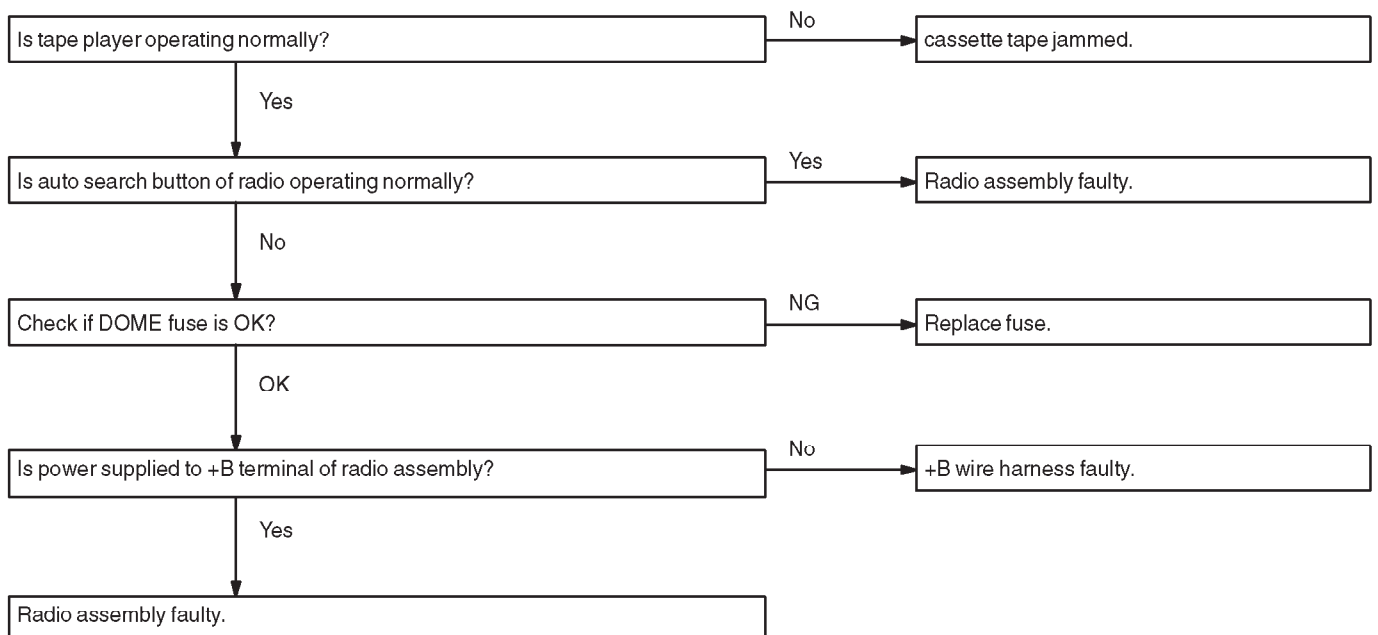 Is tape player operating normally?
No
cassette tape jammed.
Yes
Is auto search button of radio operating normally?
Yes
Radio assembly faulty.
No
Check if DOME fuse is OK?
NG
Replace fuse.
OK
Is power supplied to +B terminal of radio assembly?
No
+B wire harness faulty.
Yes
Radio assembly faulty.